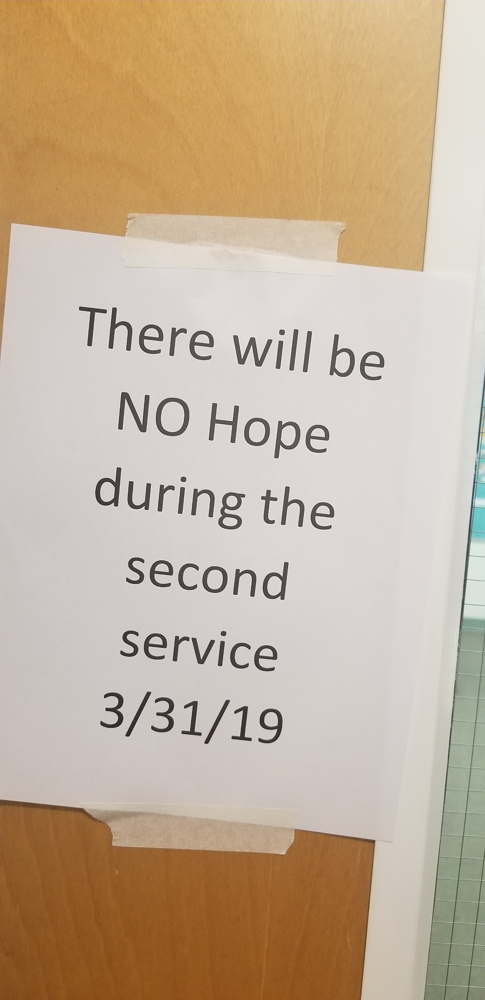 There will be
NO Hope
during the
second
service
3/31/19